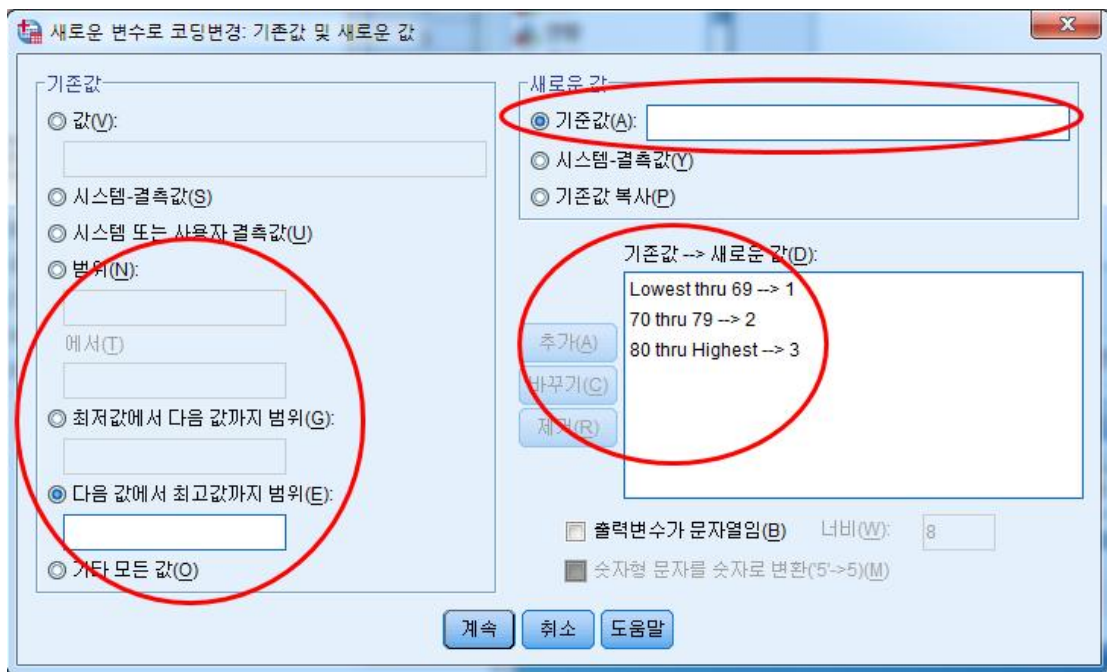 새로운 변수로 코딩변경: 기존값 및 새로운 값
기존값
값(V):
시스템-결측값(S)
시스템 또는 사용자 결측값(U)
범위(N):
에서(T)
최저값에서 다음 값까지 범위(G):
다음 값에서 최고값까지 범위(E):
기타 모든 값(O)
새로운 값
기준값(A):
시스템-결측값(Y)
기존값 복사(P)
기존값 --> 새로운 값(D):
Lowest thru 69 --> 1
70 thru 79 --> 2
80 thru Highest --> 3
추가(A)
바꾸기(C)
제거(R)
출력변수가 문자열임(B) 너비(W): 8
숫자형 문자를 숫자로 변환('5'->5)(M)
계속 취소 도움말